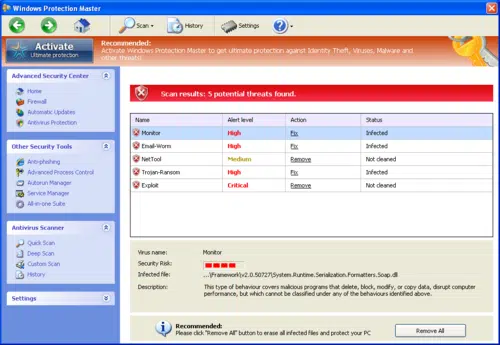 Windows Protection Master
Scan
History
Settings
Activate
Ultimate protection
Recommended:
Activate Windows Protection Master to get ultimate protection against Identity Theft, Viruses, Malware and
other threats!
Advanced Security Center
Home
Firewall
Automatic Updates
Antivirus Protection
Other Security Tools
Anti-phishing
Advanced Process Control
Autorun Manager
Service Manager
All-in-one Suite
Antivirus Scanner
Quick Scan
Deep Scan
Custom Scan
History
Settings
Scan results: 5 potential threats found.
Name Alert level Action Status
Monitor High Fix Infected
Email-Worm High Fix Infected
NetTool Medium Remove Not cleaned
Trojan-Ransom High Fix Infected
Exploit Critical Remove Not cleaned
Virus name: Monitor
Security Risk:
Infected file: ...\Framework\v2.0.50727\System.Runtime.Serialization.Formatters.Soap.dll
Description: This type of behaviour covers malicious programs that delete, block, modify, or copy data, disrupt computer
performance, but which cannot be classified under any of the behaviours identified above.
Recommended:
Please click "Remove All" button to erase all infected files and protect your PC
Remove All